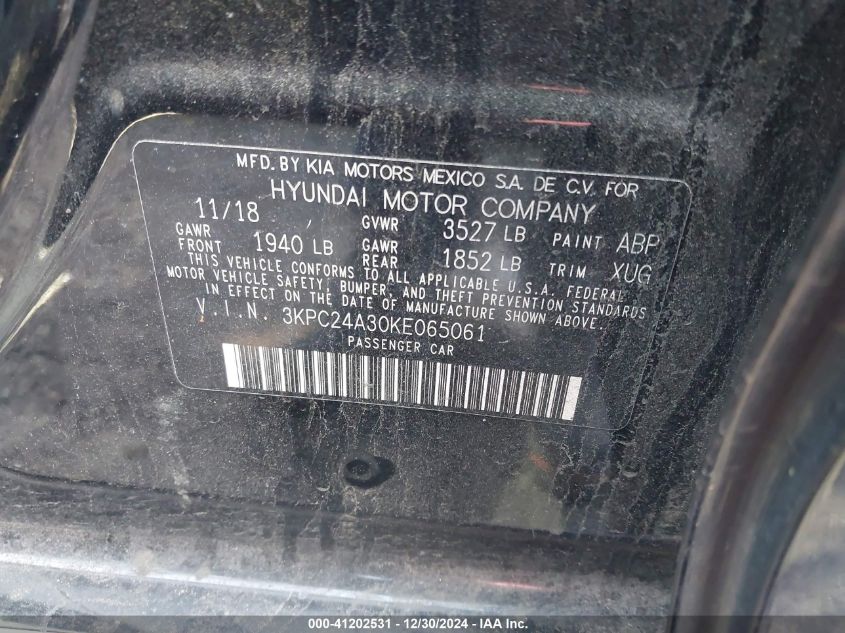 MFD. BY KIA MOTORS MEXICO S.A. DE C.V. FOR
HYUNDAI MOTOR COMPANY
11/18 GVWR 3527 LB PAINT ABP
GAWR FRONT 1940 LB GAWR REAR 1852 LB TRIM XUG
THIS VEHICLE CONFORMS TO ALL APPLICABLE U.S.A. FEDERAL
MOTOR VEHICLE SAFETY, BUMPER, AND THEFT PREVENTION STANDARDS
IN EFFECT ON THE DATE OF MANUFACTURE SHOWN ABOVE.
V.I.N. 3KPC24A30KE065061
PASSENGER CAR
000-41202531 - 12/30/2024 - IAA Inc.